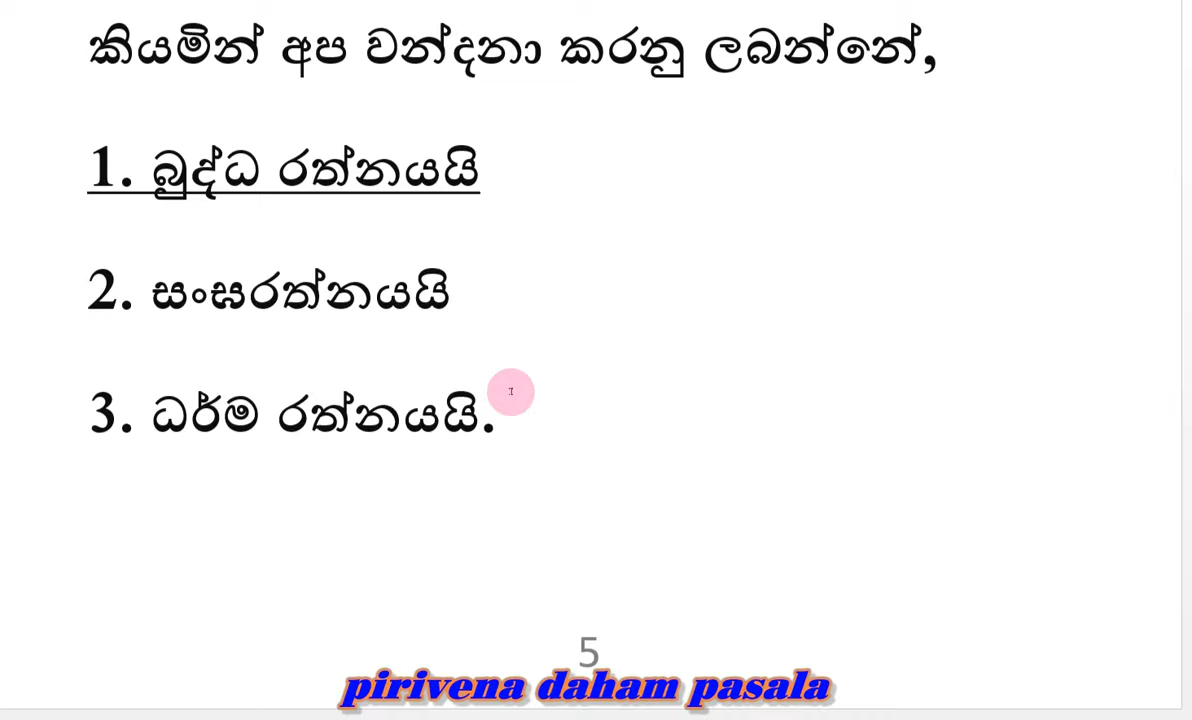 කියමින් අප වන්දනා කරනු ලබන්නේ,
1. බුද්ධ රත්නයයි
2. සංඝරත්නයයි
3. ධර්ම රත්නයයි.
5
pirivena daham pasala